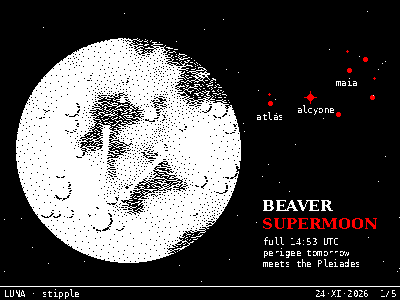 maia
alcyone
atlas
BEAVER
SUPERMOON
full 14:53 UTC
perigee tomorrow
meets the Pleiades
LUNA · stipple 24·XI·2026 1/5